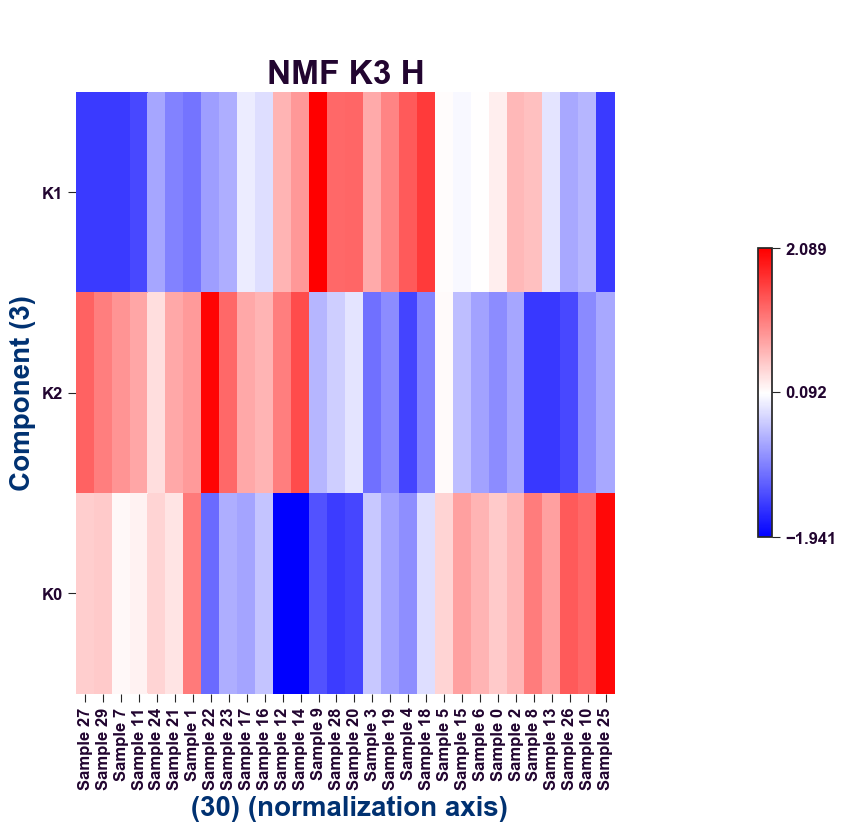 NMF K3 H
K1
K2
K0
Component (3)
2.089
0.092
−1.941
Sample 27
Sample 29
Sample 7
Sample 11
Sample 24
Sample 21
Sample 1
Sample 22
Sample 23
Sample 17
Sample 16
Sample 12
Sample 14
Sample 9
Sample 28
Sample 20
Sample 3
Sample 19
Sample 4
Sample 18
Sample 5
Sample 15
Sample 6
Sample 0
Sample 2
Sample 8
Sample 13
Sample 26
Sample 10
Sample 25
(30) (normalization axis)